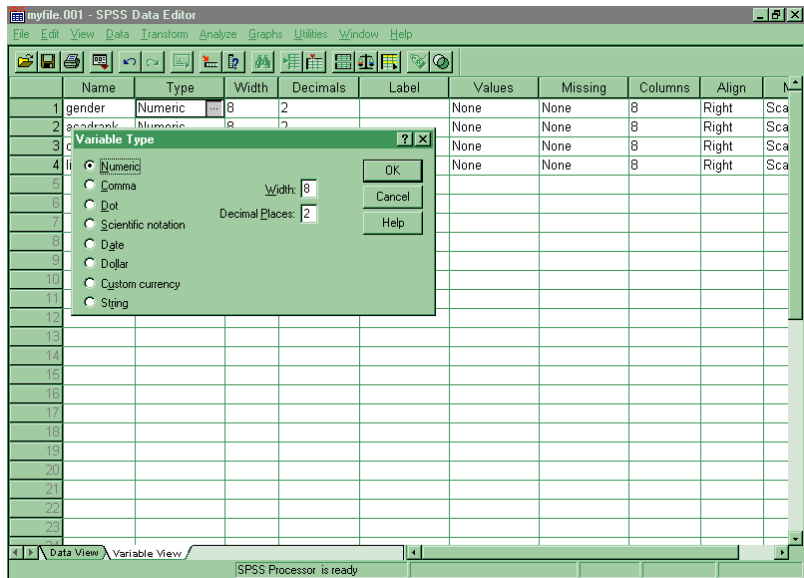 myfile.001 - SPSS Data Editor
File Edit View Data Transform Analyze Graphs Utilities Window Help
Name Type Width Decimals Label Values Missing Columns Align
1 gender Numeric ... 8 2 None None 8 Right Sca
2 acadrank Numeric 8 2 None None 8 Right Sca
3 None None 8 Right Sca
4 li None None 8 Right Sca
Variable Type
Numeric
Comma
Dot
Scientific notation
Date
Dollar
Custom currency
String
Width: 8
Decimal Places: 2
OK
Cancel
Help
5
6
7
8
9
10
11
12
13
14
15
16
17
18
19
20
21
22
23
Data View Variable View
SPSS Processor is ready